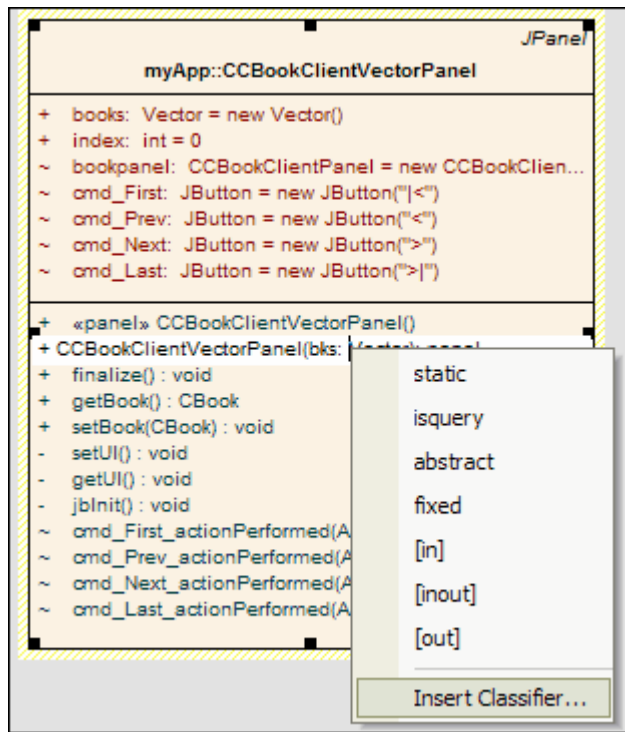 JPanel
myApp::CCBookClientVectorPanel
+ books: Vector = new Vector()
+ index: int = 0
~ bookpanel: CCBookClientPanel = new CCBookClien...
~ cmd_First: JButton = new JButton("|<")
~ cmd_Prev: JButton = new JButton("<")
~ cmd_Next: JButton = new JButton(">")
~ cmd_Last: JButton = new JButton(">|")
+ «panel» CCBookClientVectorPanel()
+ CCBookClientVectorPanel(bks:
+ finalize() : void
+ getBook() : CBook
+ setBook(CBook) : void
- setUI() : void
- getUI() : void
- jbInit() : void
~ cmd_First_actionPerformed(A
~ cmd_Prev_actionPerformed(A
~ cmd_Next_actionPerformed(A
~ cmd_Last_actionPerformed(A
static
isquery
abstract
fixed
[in]
[inout]
[out]
Insert Classifier...